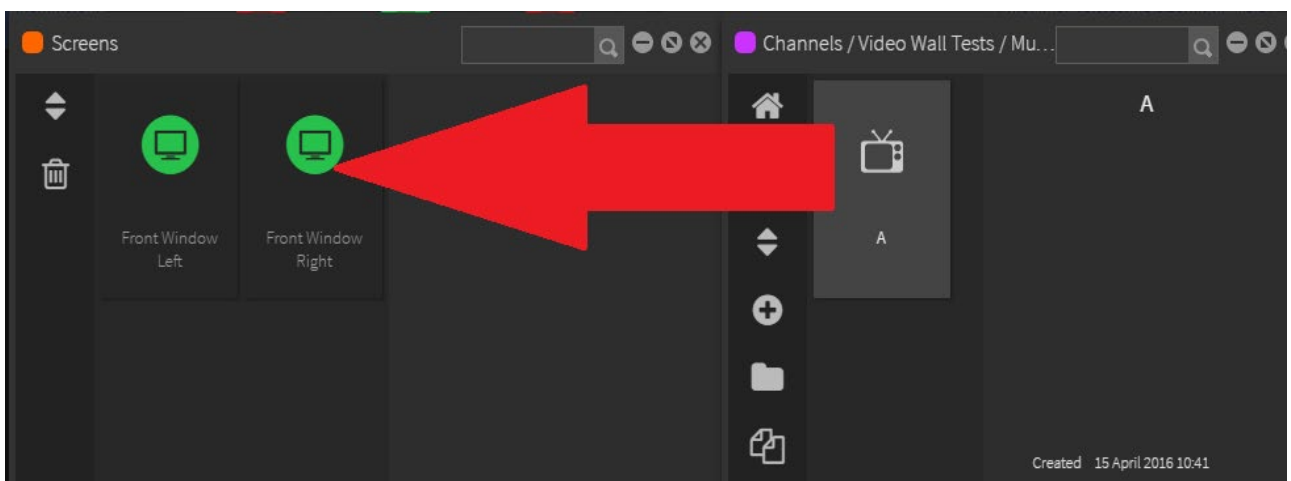 Screens
Channels / Video Wall Tests / Mu...
Front Window
Left
Front Window
Right
A
A
Created 15 April 2016 10:41